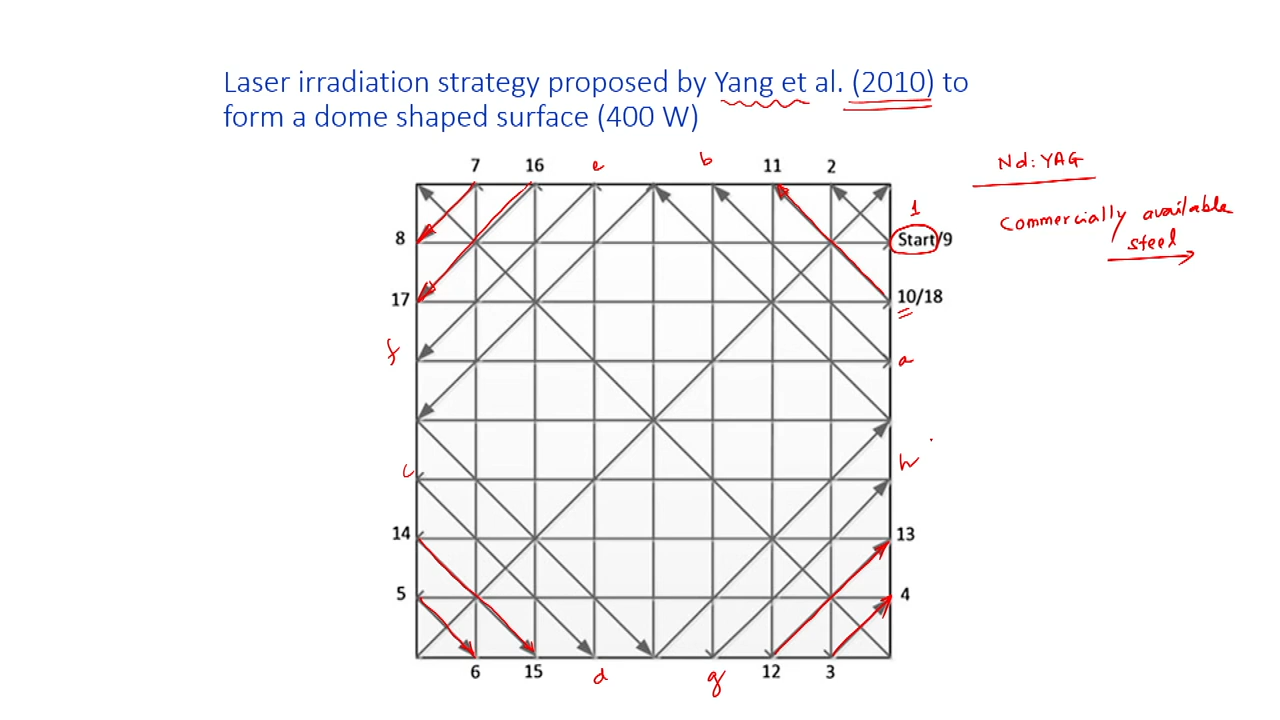 Laser irradiation strategy proposed by Yang et al. (2010) to
form a dome shaped surface (400 W)
7 16 e b 11 2
Nd:YAG
1
Commercially available
steel
8 Start/9
17 10/18
f a
c h
14 13
5 4
6 15 d g 12 3